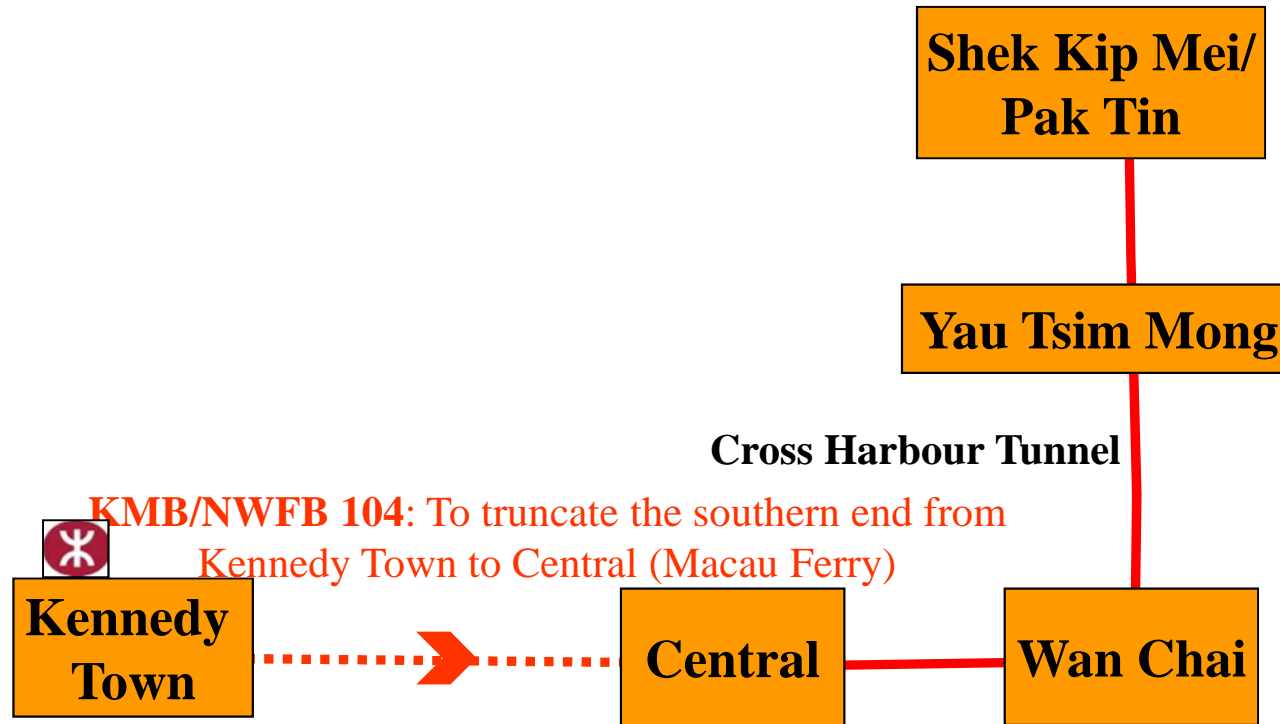 Shek Kip Mei/
Pak Tin
Yau Tsim Mong
Cross Harbour Tunnel
KMB/NWFB 104: To truncate the southern end from
Kennedy Town to Central (Macau Ferry)
Kennedy
Town
Central
Wan Chai